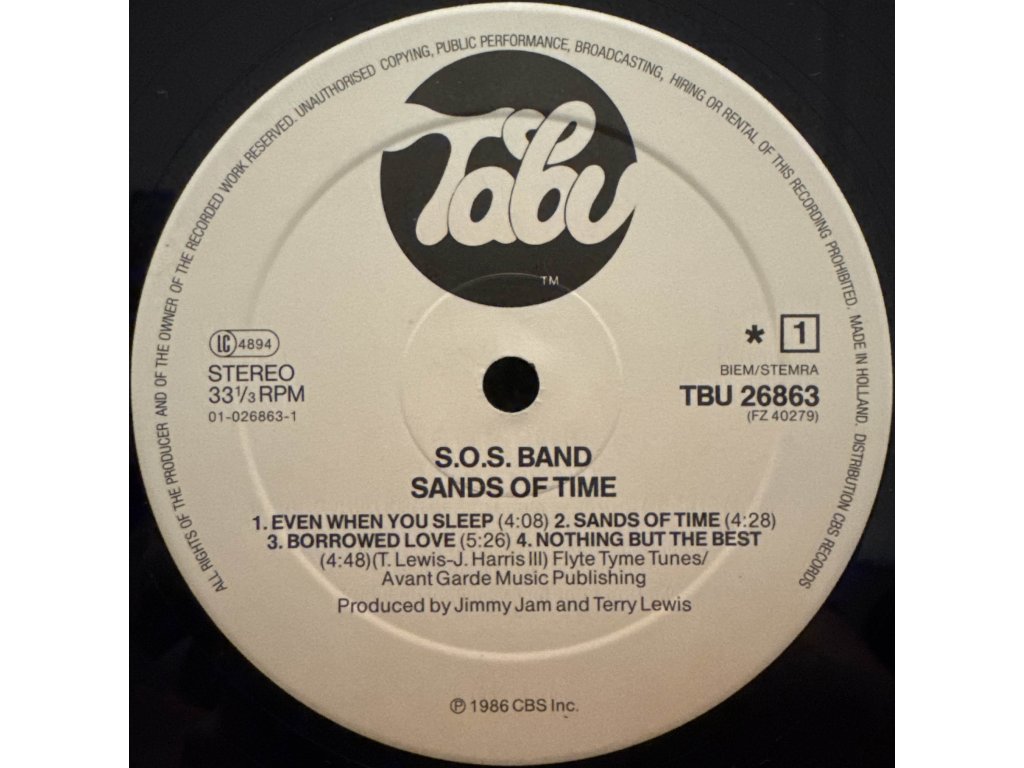 ALL RIGHTS OF THE PRODUCER AND OF THE OWNER OF THE RECORDED WORK RESERVED. UNAUTHORISED COPYING, PUBLIC PERFORMANCE, BROADCASTING, HIRING OR RENTAL OF THIS RECORDING PROHIBITED. MADE IN HOLLAND. DISTRIBUTION CBS RECORDS
Tabu
TM
LC 4894
STEREO
33 1/3 RPM
01-026863-1
* 1
BIEM/STEMRA
TBU 26863
(FZ 40279)
S.O.S. BAND
SANDS OF TIME
1. EVEN WHEN YOU SLEEP (4:08) 2. SANDS OF TIME (4:28)
3. BORROWED LOVE (5:26) 4. NOTHING BUT THE BEST
(4:48)(T. Lewis-J. Harris III) Flyte Tyme Tunes/
Avant Garde Music Publishing
Produced by Jimmy Jam and Terry Lewis
℗ 1986 CBS Inc.